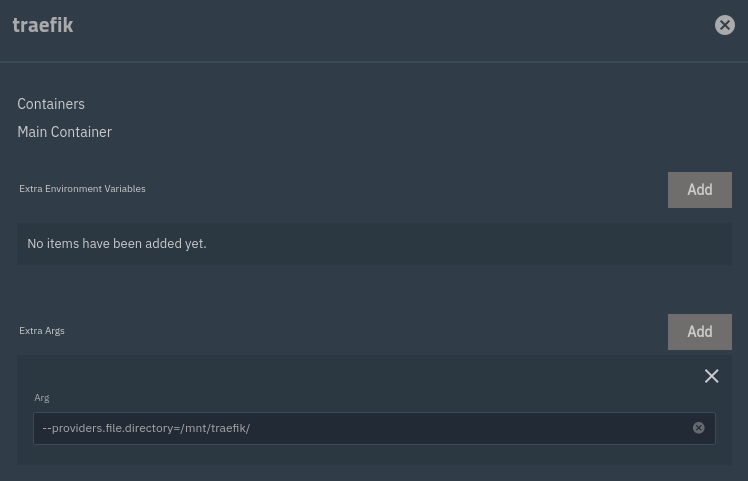 traefik
Containers
Main Container
Extra Environment Variables
Add
No items have been added yet.
Extra Args
Add
Arg
--providers.file.directory=/mnt/traefik/